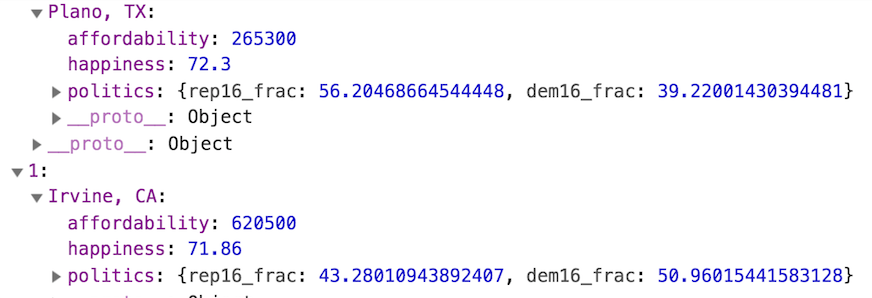 Plano, TX:
affordability: 265300
happiness: 72.3
politics: {rep16_frac: 56.20468664544448, dem16_frac: 39.22001430394481}
__proto__: Object
__proto__: Object
1:
Irvine, CA:
affordability: 620500
happiness: 71.86
politics: {rep16_frac: 43.28010943892407, dem16_frac: 50.96015441583128}